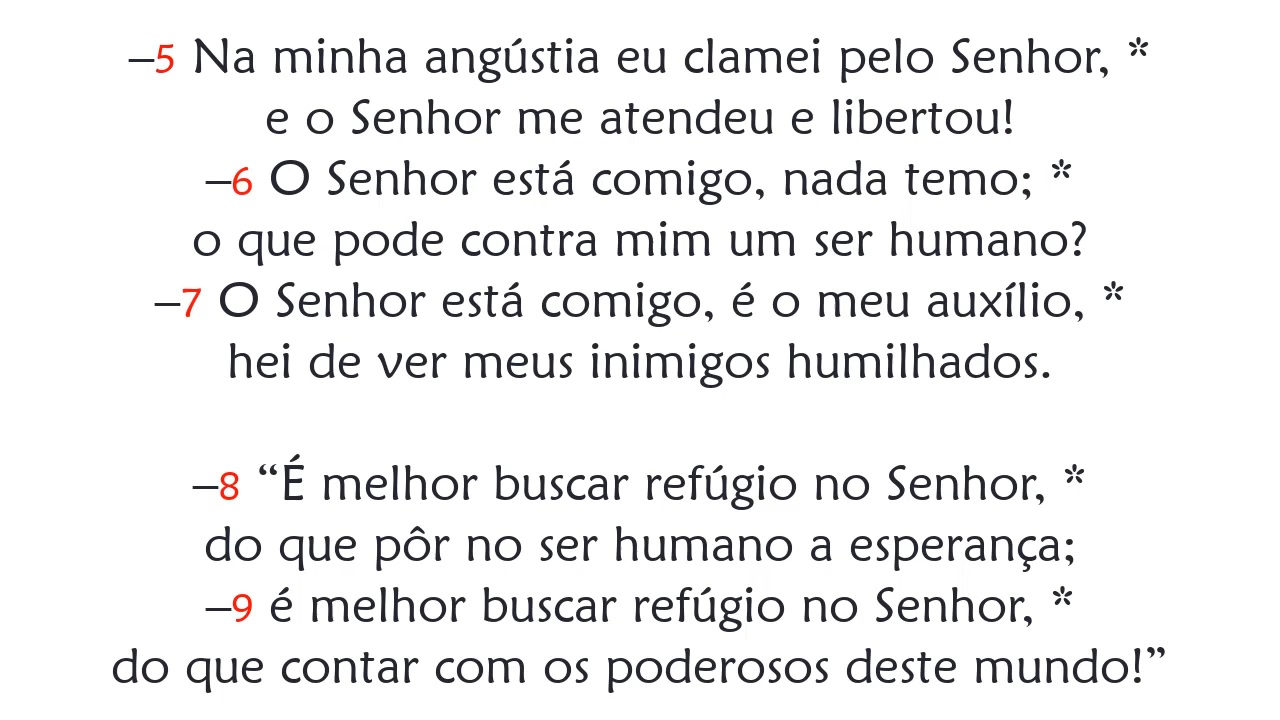 –5 Na minha angústia eu clamei pelo Senhor, *
e o Senhor me atendeu e libertou!
–6 O Senhor está comigo, nada temo; *
o que pode contra mim um ser humano?
–7 O Senhor está comigo, é o meu auxílio, *
hei de ver meus inimigos humilhados.
–8 “É melhor buscar refúgio no Senhor, *
do que pôr no ser humano a esperança;
–9 é melhor buscar refúgio no Senhor, *
do que contar com os poderosos deste mundo!”